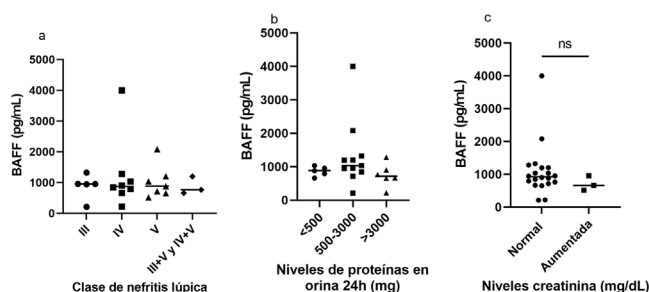 a
BAFF (pg/mL)
5000
4000
3000
2000
1000
0
III
IV
V
III+V y IV+V
Clase de nefritis lúpica
b
BAFF (pg/mL)
5000
4000
3000
2000
1000
0
<500
500-3000
>3000
Niveles de proteínas en
orina 24h (mg)
c
BAFF (pg/mL)
5000
4000
3000
2000
1000
0
ns
Normal
Aumentada
Niveles creatinina (mg/dL)